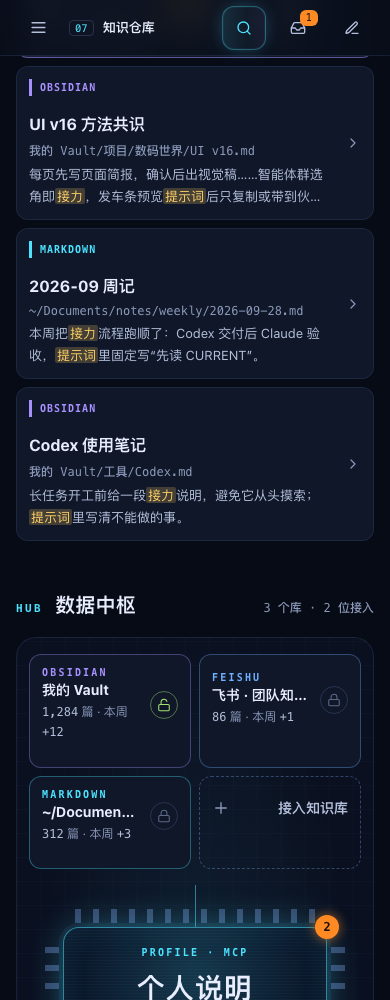 07 知识仓库
1
OBSIDIAN
UI v16 方法共识
我的 Vault/项目/数码世界/UI v16.md
每页先写页面简报，确认后出视觉稿……智能体群选
角即接力，发车条预览提示词后只复制或带到伙…
MARKDOWN
2026-09 周记
~/Documents/notes/weekly/2026-09-28.md
本周把接力流程跑顺了：Codex 交付后 Claude 验
收，提示词里固定写“先读 CURRENT”。
OBSIDIAN
Codex 使用笔记
我的 Vault/工具/Codex.md
长任务开工前给一段接力说明，避免它从头摸索；
提示词里写清不能做的事。
HUB 数据中枢
3 个库 · 2 位接入
OBSIDIAN
我的 Vault
1,284 篇 · 本周
+12
FEISHU
飞书 · 团队知…
86 篇 · 本周 +1
MARKDOWN
~/Documen…
312 篇 · 本周 +3
接入知识库
2
PROFILE · MCP
个人说明